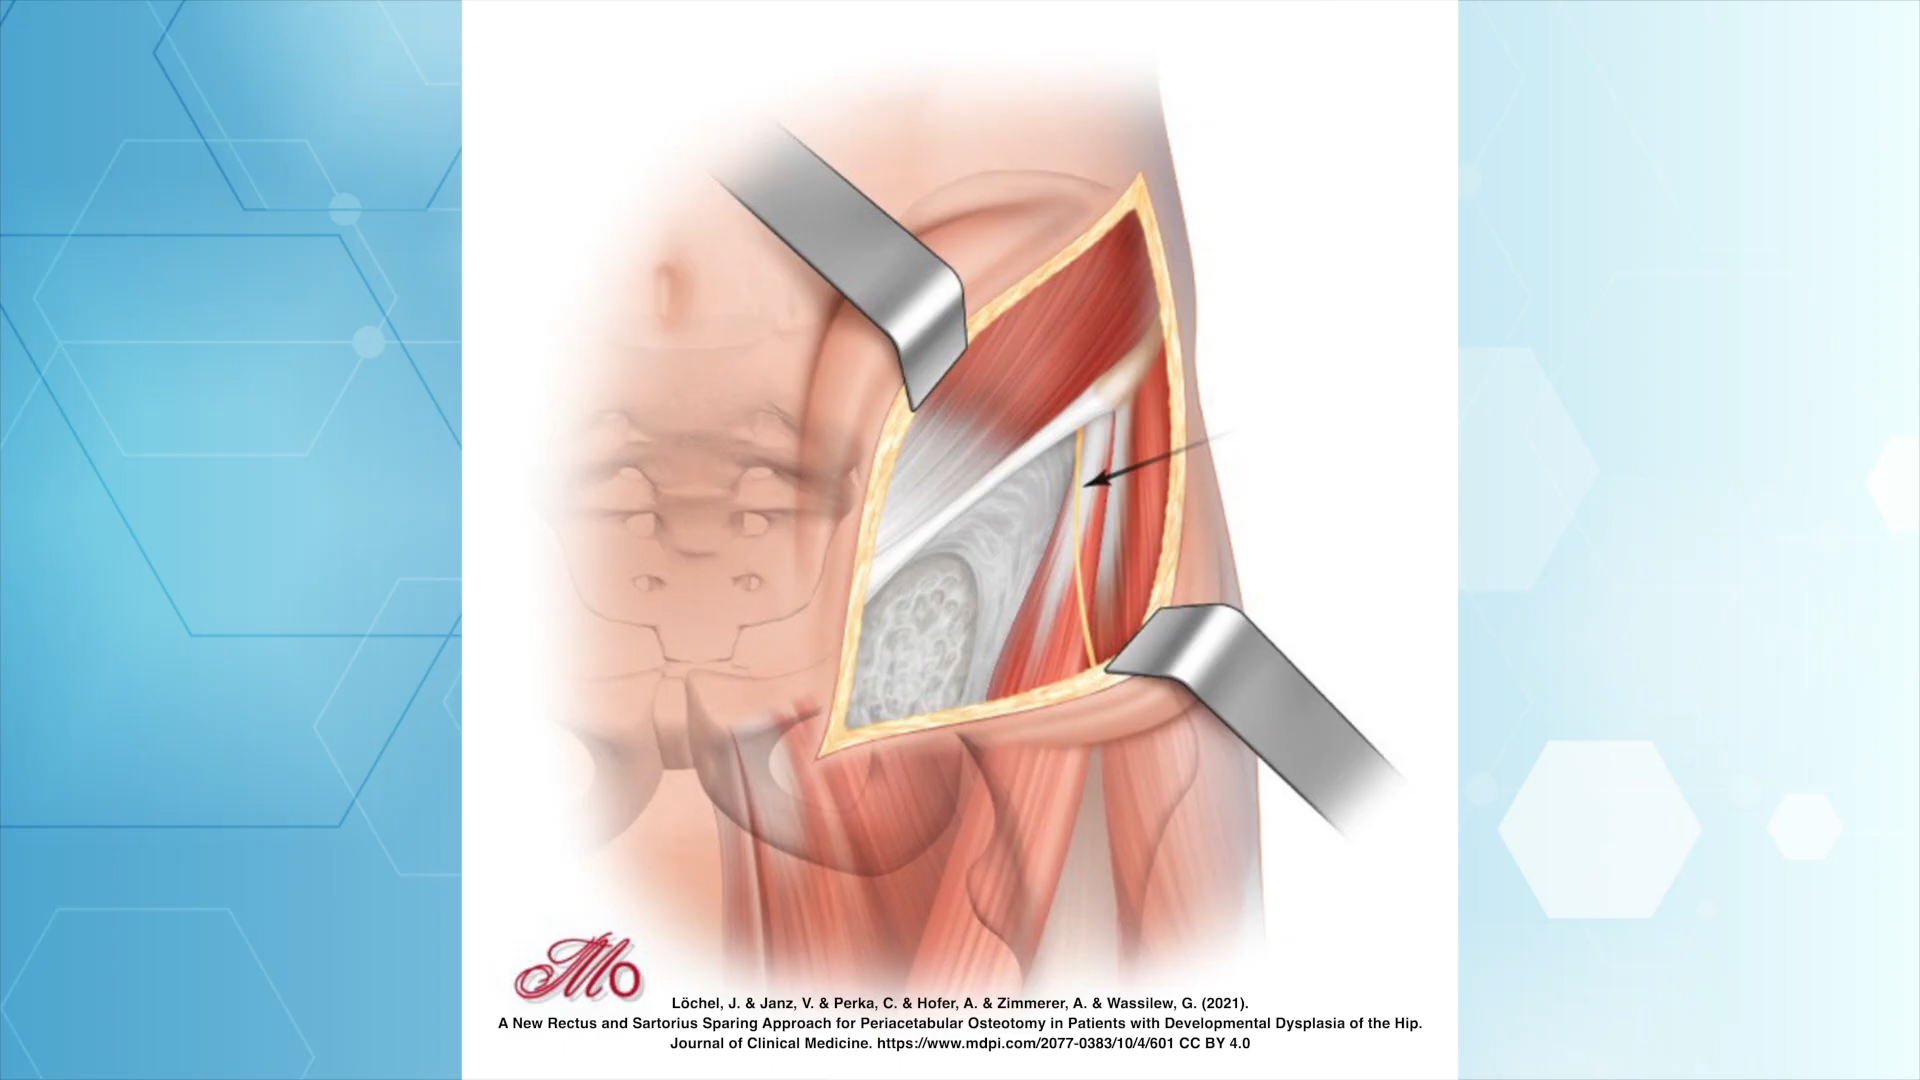 Mo
Löchel, J. & Janz, V. & Perka, C. & Hofer, A. & Zimmerer, A. & Wassilew, G. (2021).
A New Rectus and Sartorius Sparing Approach for Periacetabular Osteotomy in Patients with Developmental Dysplasia of the Hip.
Journal of Clinical Medicine. https://www.mdpi.com/2077-0383/10/4/601 CC BY 4.0